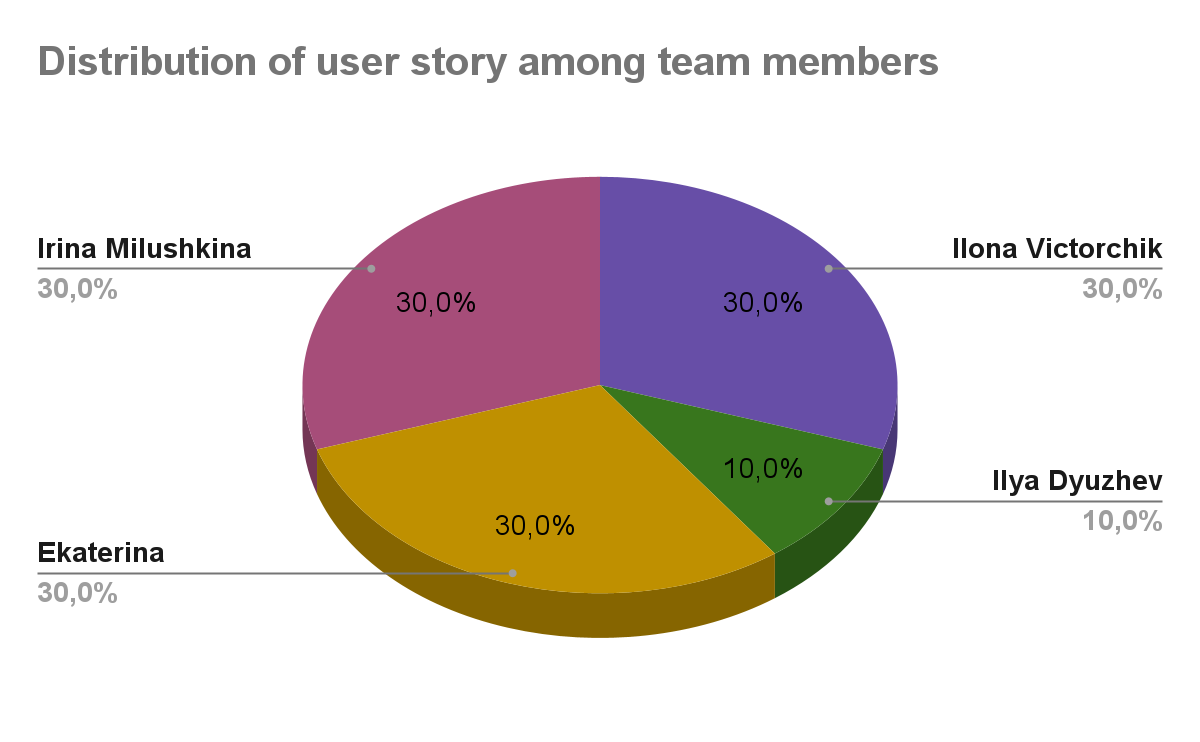 Distribution of user story among team members
Irina Milushkina
30,0%
30,0%
30,0%
Ilona Victorchik
30,0%
10,0%
Ilya Dyuzhev
10,0%
30,0%
Ekaterina
30,0%